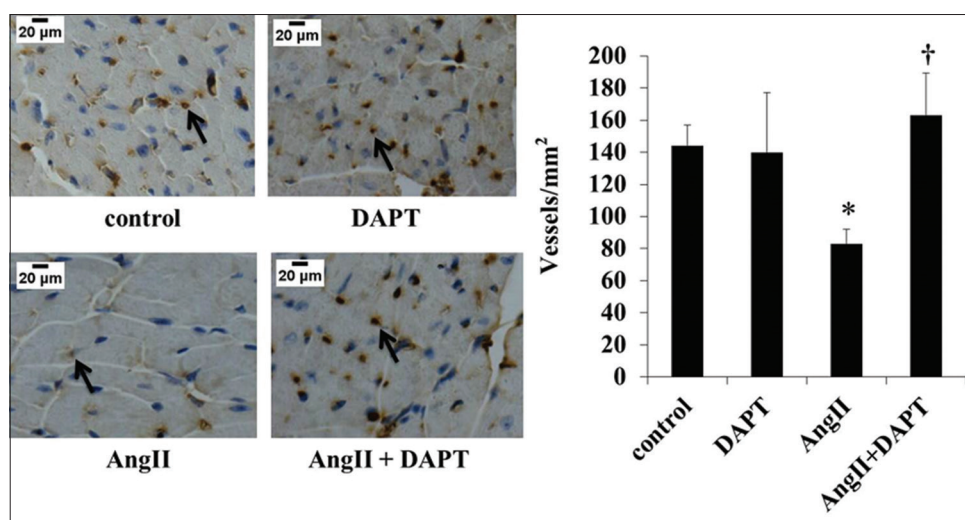 20 µm
20 µm
control
DAPT
20 µm
20 µm
AngII
AngII + DAPT
Vessels/mm²
200
180
160
140
120
100
80
60
40
20
0
*
†
control
DAPT
AngII
AngII+DAPT